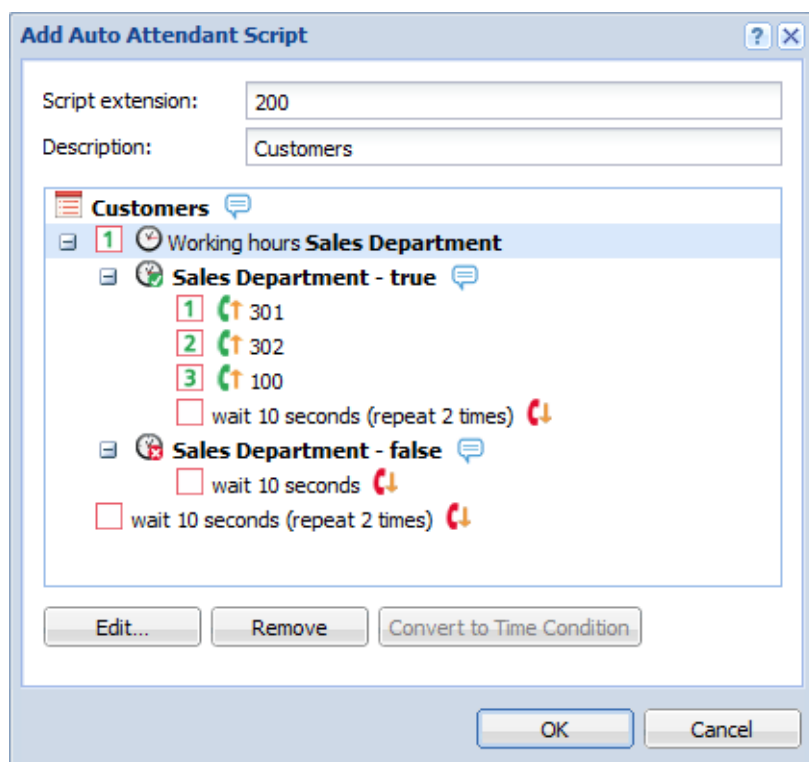 Add Auto Attendant Script
?
Script extension: 200
Description: Customers
Customers
1 Working hours Sales Department
Sales Department - true
1 301
2 302
3 100
wait 10 seconds (repeat 2 times)
Sales Department - false
wait 10 seconds
wait 10 seconds (repeat 2 times)
Edit... Remove Convert to Time Condition
OK Cancel